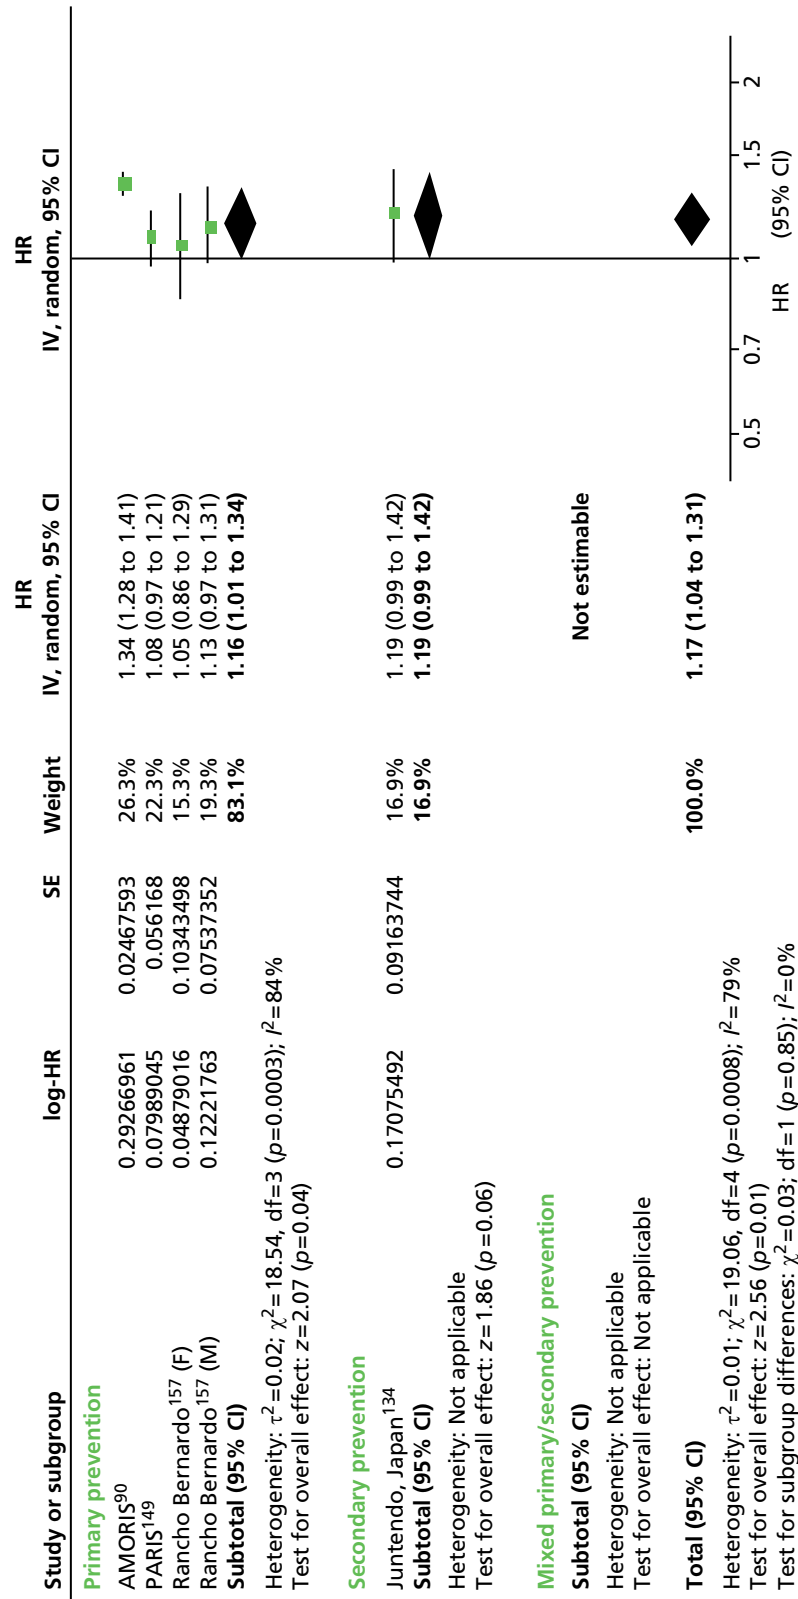 HR HR
Study or subgroup log-HR SE Weight IV, random, 95% CI IV, random, 95% CI
Primary prevention
AMORIS90 0.29266961 0.02467593 26.3% 1.34 (1.28 to 1.41)
PARIS149 0.07989045 0.056168 22.3% 1.08 (0.97 to 1.21)
Rancho Bernardo157 (F) 0.04879016 0.10343498 15.3% 1.05 (0.86 to 1.29)
Rancho Bernardo157 (M) 0.12221763 0.07537352 19.3% 1.13 (0.97 to 1.31)
Subtotal (95% CI) 83.1% 1.16 (1.01 to 1.34)
Heterogeneity: τ2=0.02; χ2=18.54, df=3 (p=0.0003); I2=84%
Test for overall effect: z=2.07 (p=0.04)
Secondary prevention
Juntendo, Japan134 0.17075492 0.09163744 16.9% 1.19 (0.99 to 1.42)
Subtotal (95% CI) 16.9% 1.19 (0.99 to 1.42)
Heterogeneity: Not applicable
Test for overall effect: z=1.86 (p=0.06)
Mixed primary/secondary prevention
Subtotal (95% CI) Not estimable
Heterogeneity: Not applicable
Test for overall effect: Not applicable
Total (95% CI) 100.0% 1.17 (1.04 to 1.31)
Heterogeneity: τ2=0.01; χ2=19.06, df=4 (p=0.0008); I2=79%
Test for overall effect: z=2.56 (p=0.01)
Test for subgroup differences: χ2=0.03; df=1 (p=0.85); I2=0%
0.5 0.7 1 1.5 2
HR (95% CI)